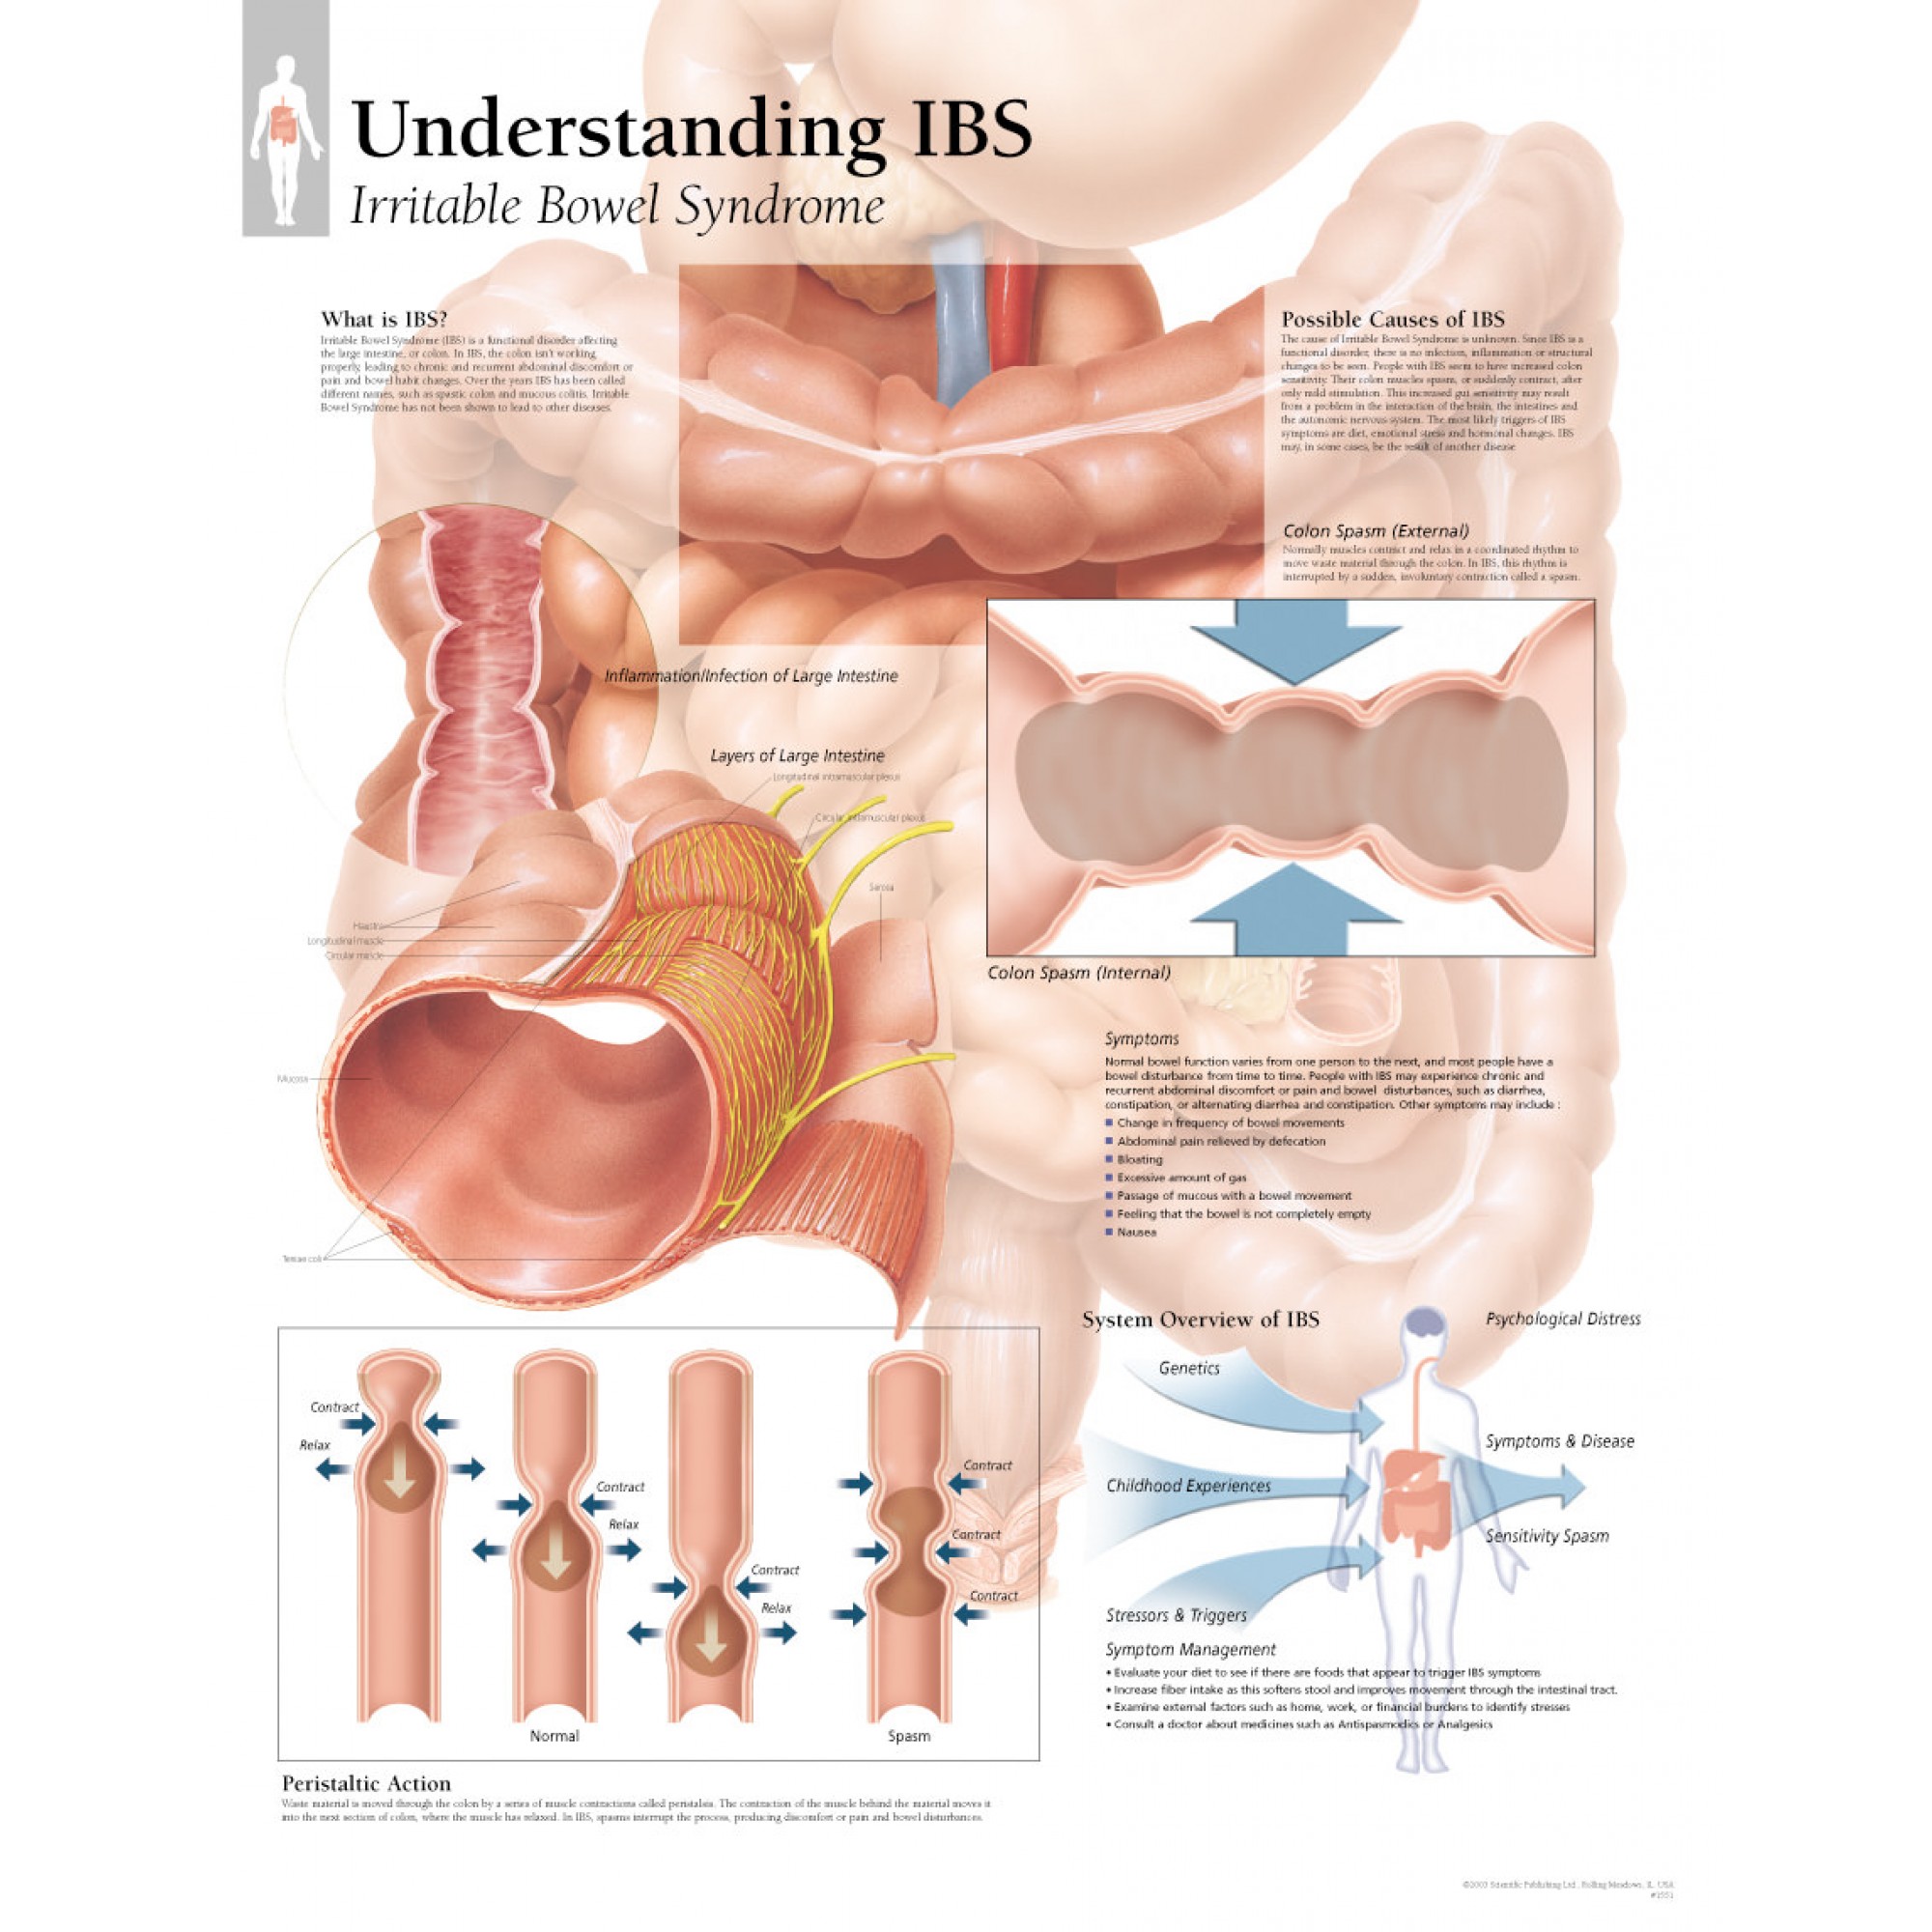 Understanding IBS
Irritable Bowel Syndrome
What is IBS?
Irritable Bowel Syndrome (IBS) is a functional disorder affecting
the large intestine, or colon. In IBS, the colon isn't working
properly, leading to chronic and recurrent abdominal discomfort or
pain and bowel habit changes. Over the years IBS has been called
different names, such as spastic colon and mucous colitis. Irritable
Bowel Syndrome has not been shown to lead to other diseases.
Possible Causes of IBS
The cause of Irritable Bowel Syndrome is unknown. Since IBS is a
functional disorder, there is no infection, inflammation or structural
changes to be seen. People with IBS seem to have increased colon
sensitivity. Their colon muscles spasm, or suddenly contract, after
only mild stimulation. This increased gut sensitivity may result
from a problem in the interaction of the brain, the intestines and
the autonomic nervous system. The most likely triggers of IBS
symptoms are diet, emotional stress and hormonal changes. IBS
may, in some cases, be the result of another disease
Colon Spasm (External)
Normally muscles contract and relax in a coordinated rhythm to
move waste material through the colon. In IBS, this rhythm is
interrupted by a sudden, involuntary contraction called a spasm.
Inflammation/Infection of Large Intestine
Layers of Large Intestine
Longitudinal intramuscular plexus
Circular intramuscular plexus
Serosa
Haustra
Longitudinal muscle
Circular muscle
Mucosa
Teniae coli
Colon Spasm (Internal)
Symptoms
Normal bowel function varies from one person to the next, and most people have a
bowel disturbance from time to time. People with IBS may experience chronic and
recurrent abdominal discomfort or pain and bowel disturbances, such as diarrhea,
constipation, or alternating diarrhea and constipation. Other symptoms may include :
Change in frequency of bowel movements
Abdominal pain relieved by defecation
Bloating
Excessive amount of gas
Passage of mucous with a bowel movement
Feeling that the bowel is not completely empty
Nausea
Contract
Relax
Contract
Relax
Contract
Relax
Contract
Contract
Contract
Normal
Spasm
Peristaltic Action
Waste material is moved through the colon by a series of muscle contractions called peristalsis. The contraction of the muscle behind the material moves it
into the next section of colon, where the muscle has relaxed. In IBS, spasms interrupt the process, producing discomfort or pain and bowel disturbances.
System Overview of IBS
Psychological Distress
Genetics
Symptoms & Disease
Childhood Experiences
Sensitivity Spasm
Stressors & Triggers
Symptom Management
• Evaluate your diet to see if there are foods that appear to trigger IBS symptoms
• Increase fiber intake as this softens stool and improves movement through the intestinal tract.
• Examine external factors such as home, work, or financial burdens to identify stresses
• Consult a doctor about medicines such as Antispasmodics or Analgesics
©2003 Scientific Publishing Ltd., Rolling Meadows, IL USA
#1551